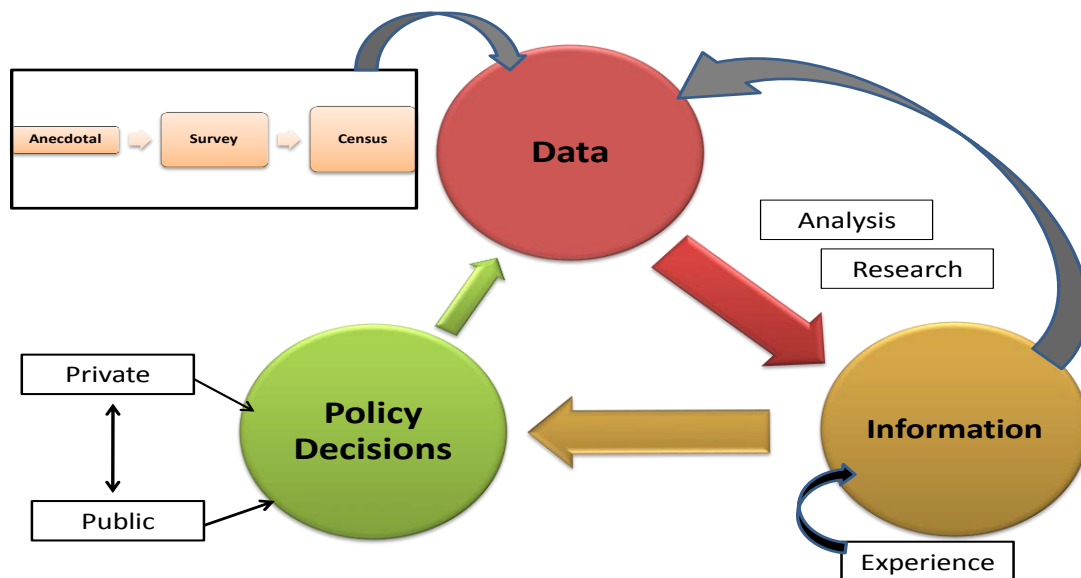 Anecdotal
Survey
Census
Data
Analysis
Research
Private
Policy
Decisions
Information
Public
Experience